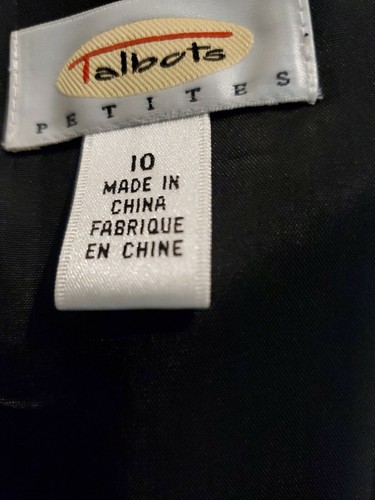 Talbots
PETITES
10
MADE IN
CHINA
FABRIQUE
EN CHINE